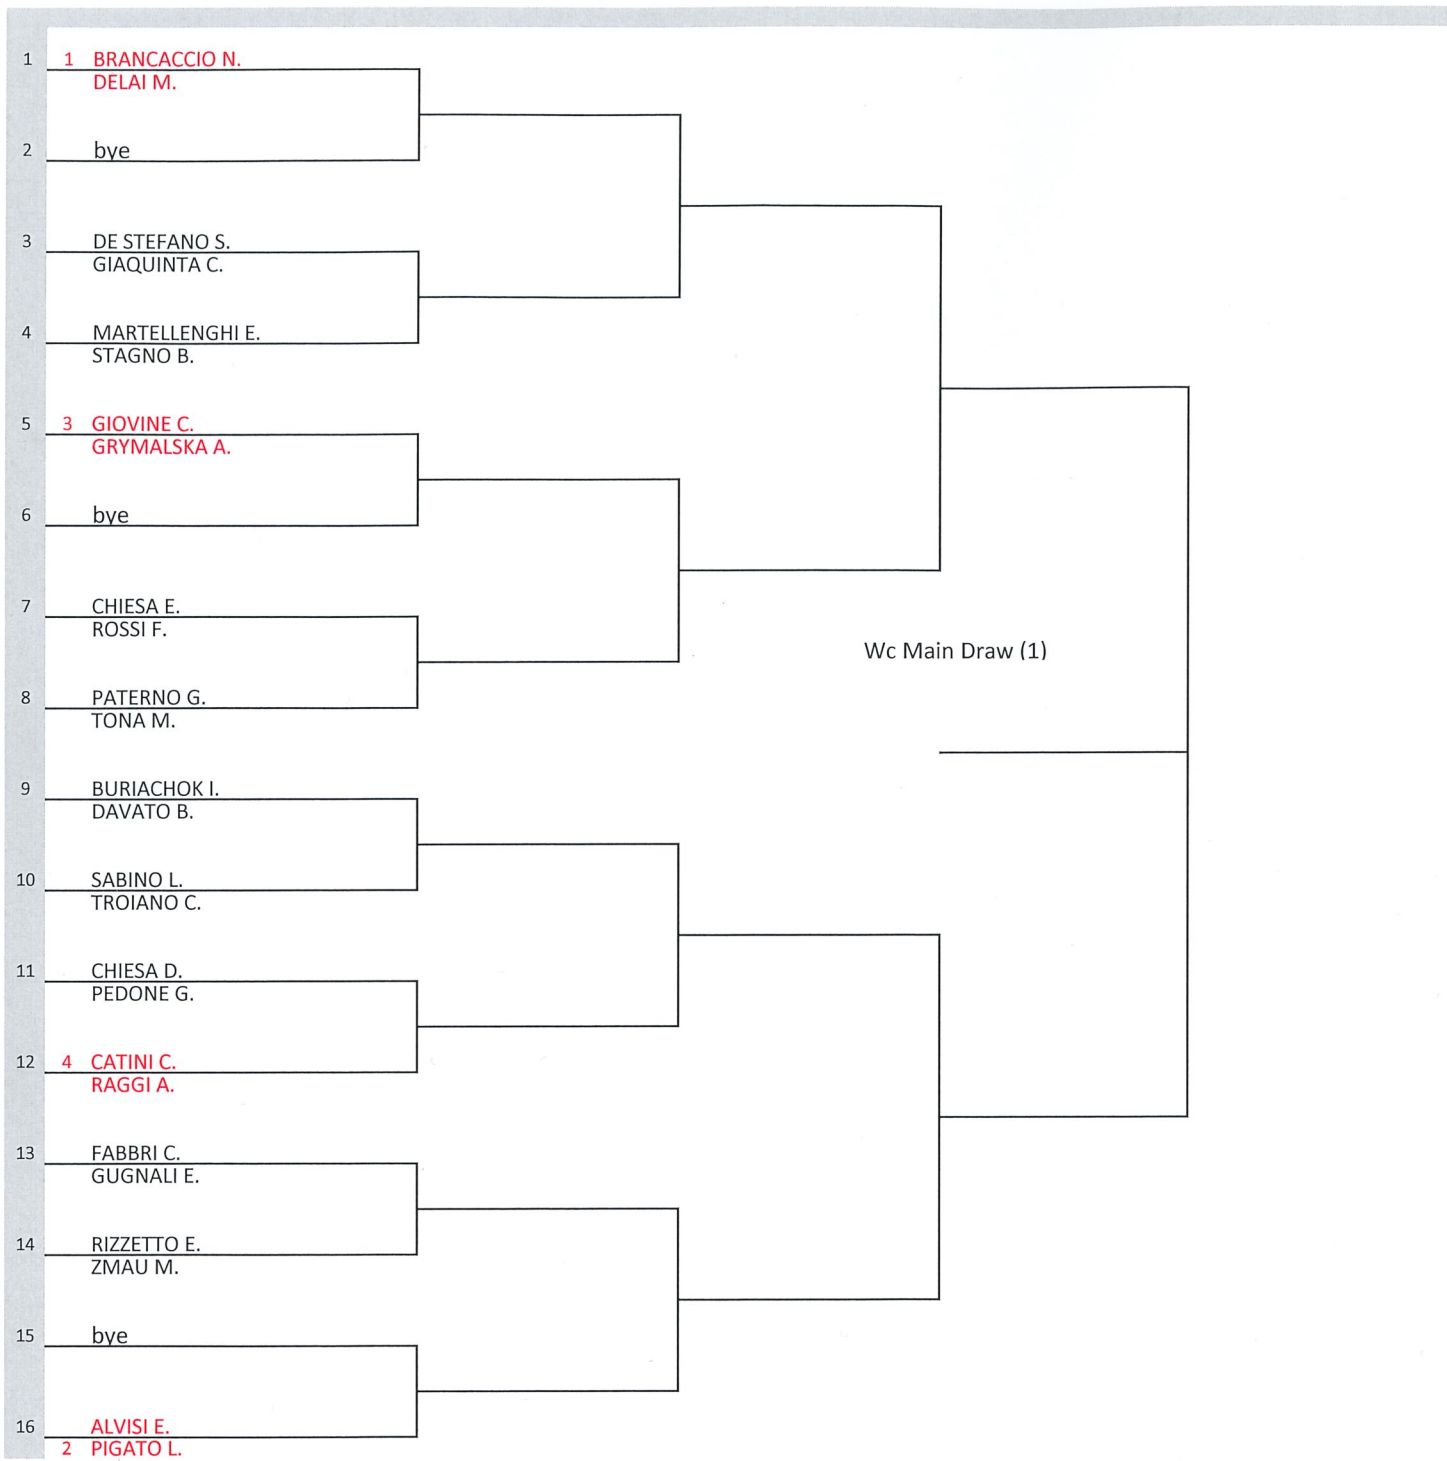 1 1 BRANCACCIO N.
DELAI M.
2 bye
3 DE STEFANO S.
GIAQUINTA C.
4 MARTELLENGHI E.
STAGNO B.
5 3 GIOVINE C.
GRYMALSKA A.
6 bye
7 CHIESA E.
ROSSI F.
Wc Main Draw (1)
8 PATERNO G.
TONA M.
9 BURIACHOK I.
DAVATO B.
10 SABINO L.
TROIANO C.
11 CHIESA D.
PEDONE G.
12 4 CATINI C.
RAGGI A.
13 FABBRI C.
GUGNALI E.
14 RIZZETTO E.
ZMAU M.
15 bye
16 ALVISI E.
2 PIGATO L.